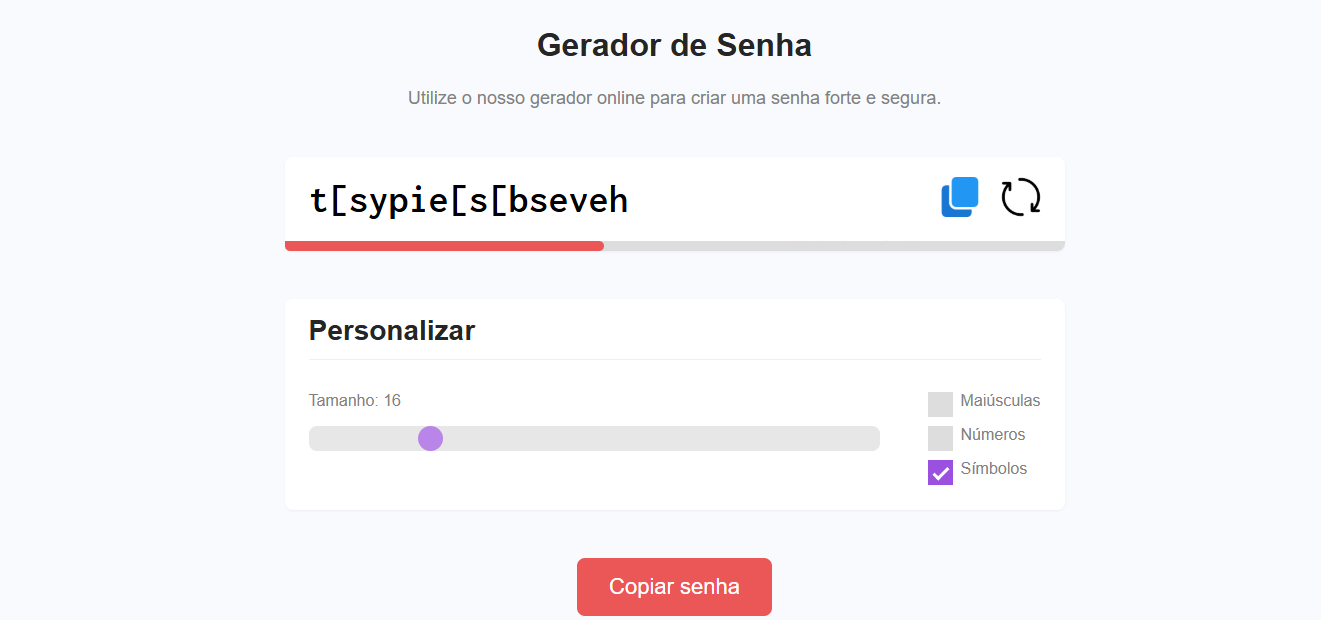 Gerador de Senha
Utilize o nosso gerador online para criar uma senha forte e segura.
t[sypie[s[bseveh
Personalizar
Tamanho: 16
Maiúsculas
Números
Símbolos
Copiar senha